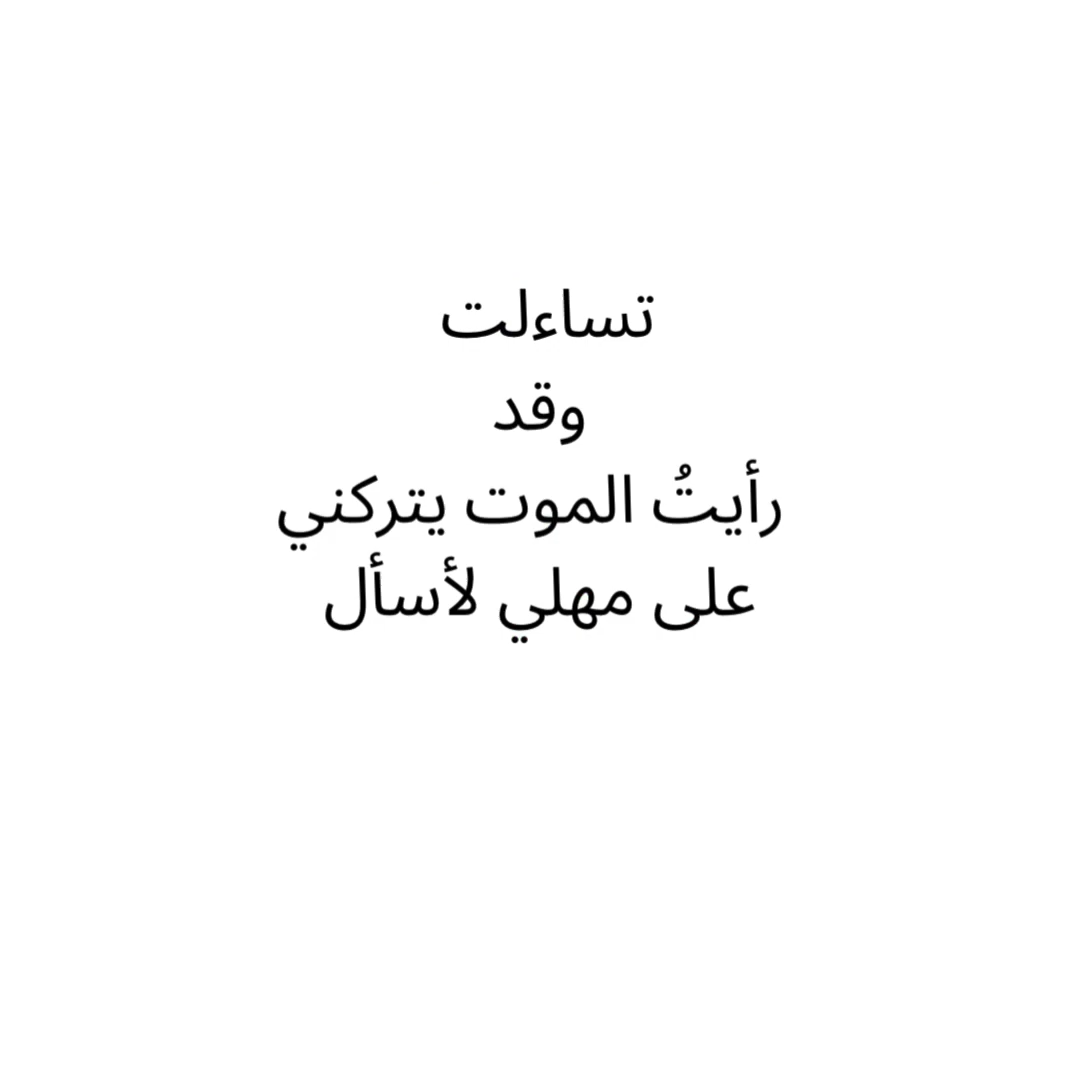 تساءلت
وقد
رأيتُ الموت يتركني
على مهلي لأسأل